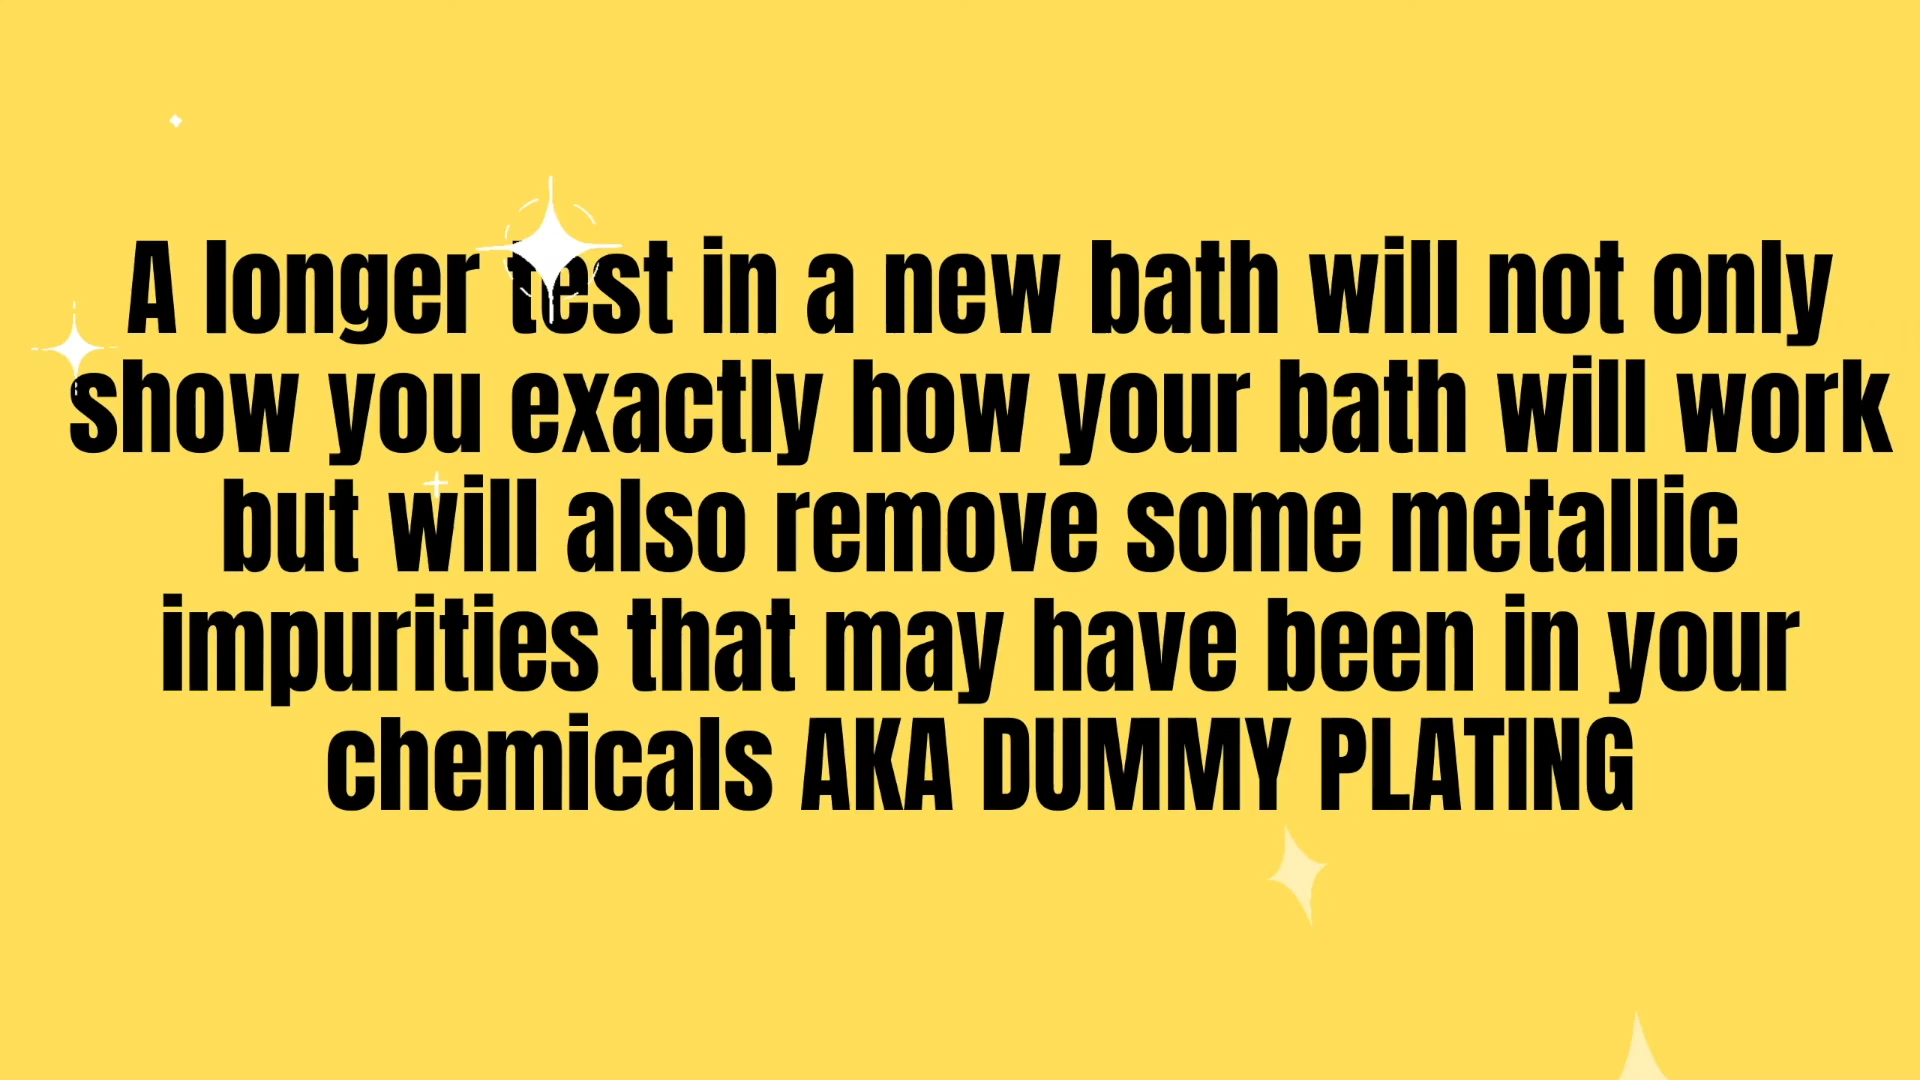 A longer test in a new bath will not only
show you exactly how your bath will work
but will also remove some metallic
impurities that may have been in your
chemicals AKA DUMMY PLATING